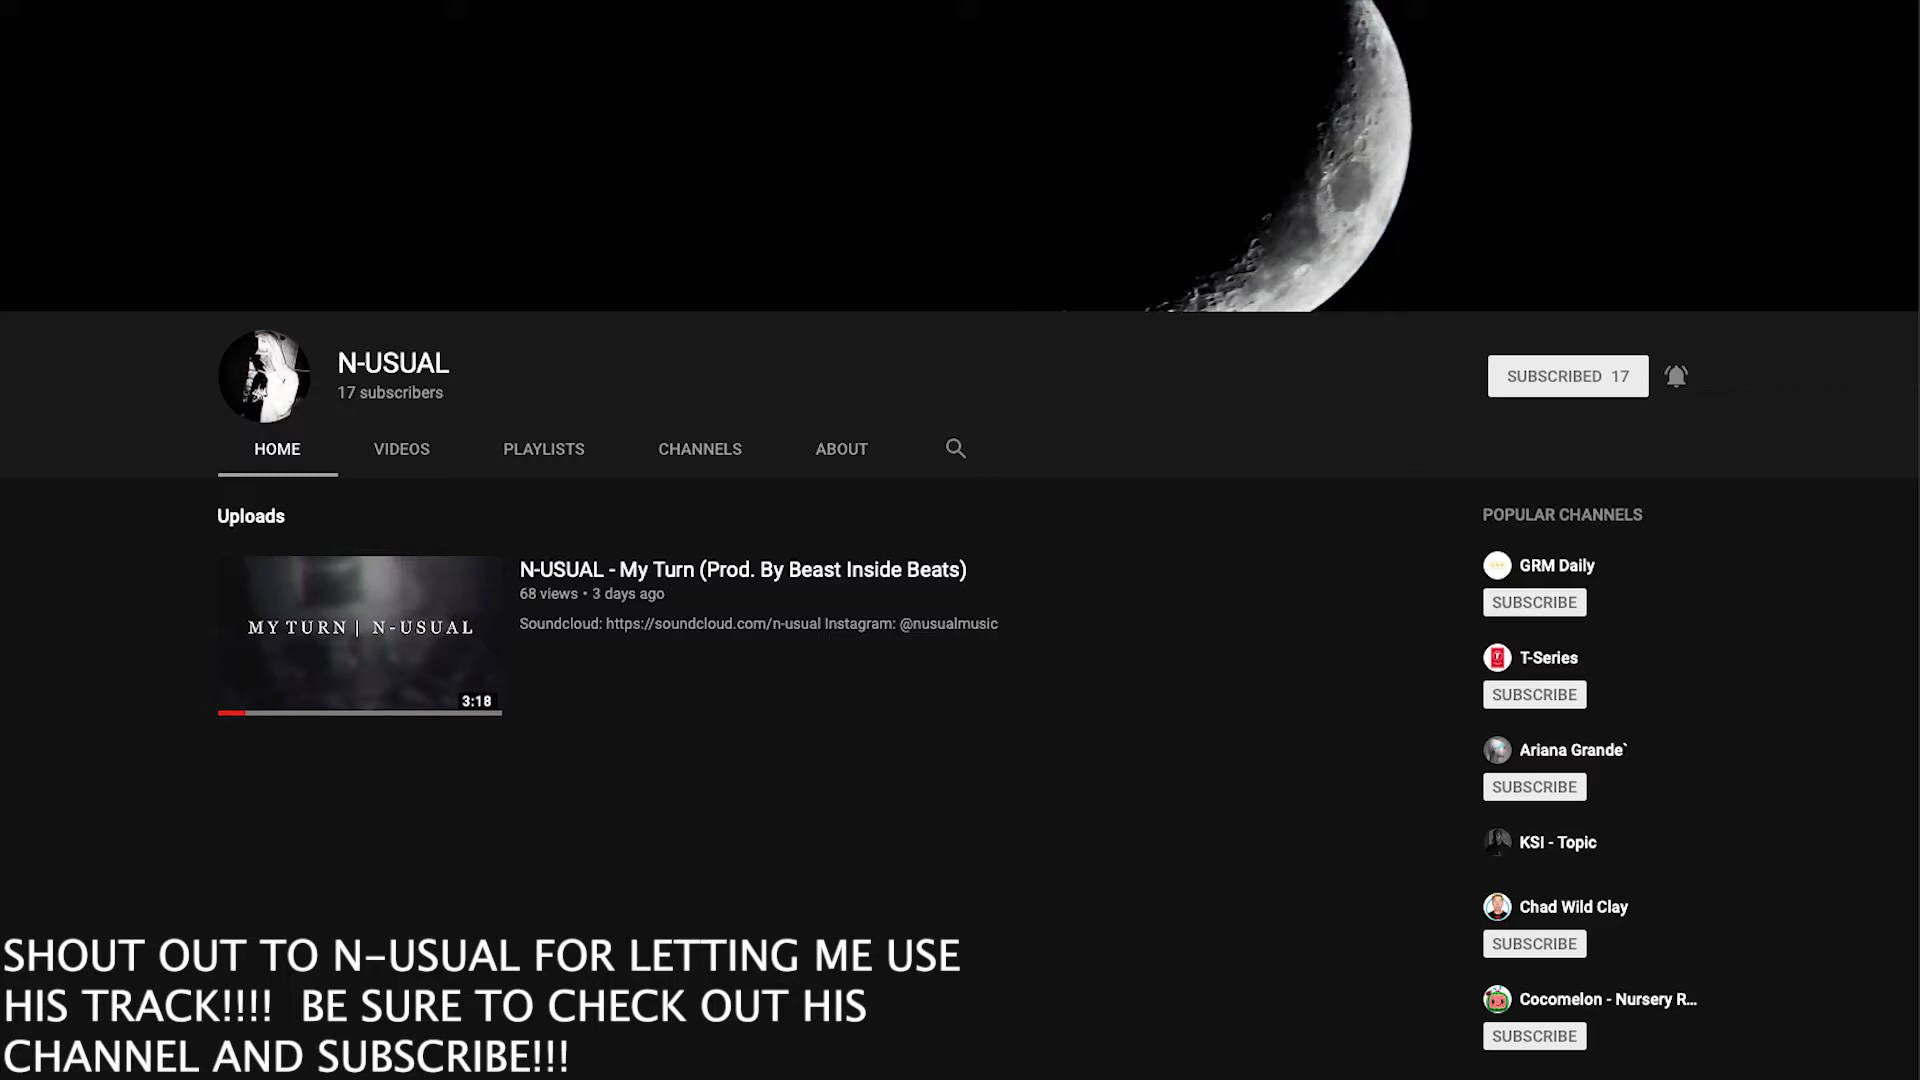 N-USUAL
17 subscribers
SUBSCRIBED 17
HOME VIDEOS PLAYLISTS CHANNELS ABOUT
Uploads
MY TURN | N-USUAL
3:18
N-USUAL - My Turn (Prod. By Beast Inside Beats)
68 views • 3 days ago
Soundcloud: https://soundcloud.com/n-usual Instagram: @nusualmusic
POPULAR CHANNELS
GRM Daily
SUBSCRIBE
T-Series
SUBSCRIBE
Ariana Grande`
SUBSCRIBE
KSI - Topic
Chad Wild Clay
SUBSCRIBE
Cocomelon - Nursery R...
SUBSCRIBE
SHOUT OUT TO N-USUAL FOR LETTING ME USE
HIS TRACK!!!! BE SURE TO CHECK OUT HIS
CHANNEL AND SUBSCRIBE!!!